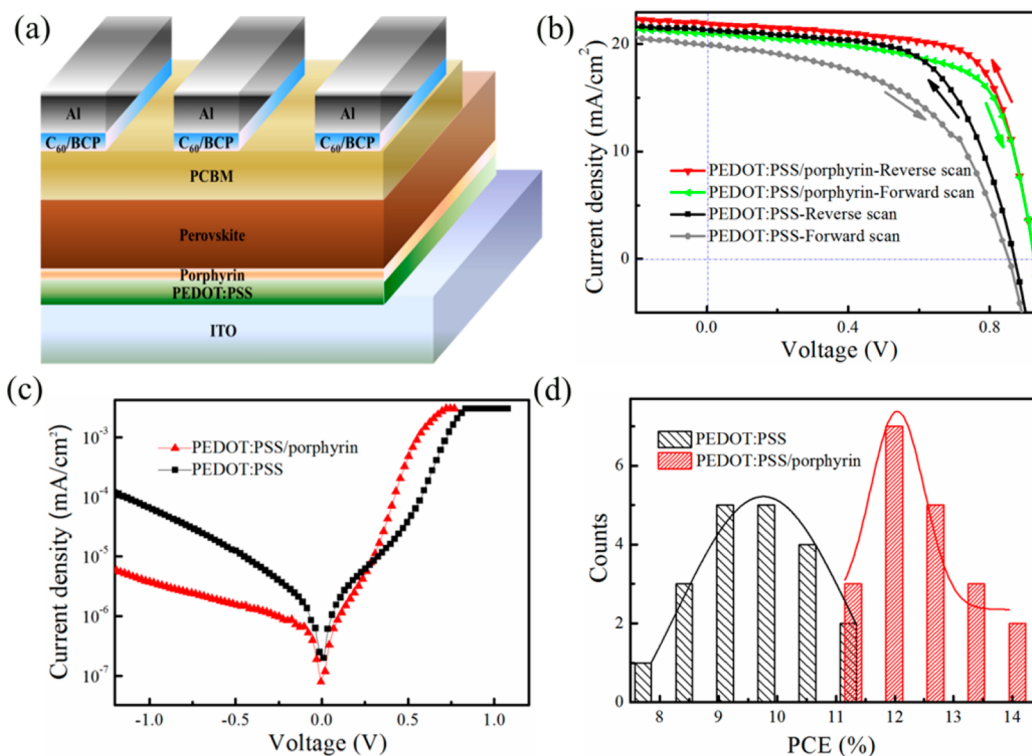 (a)
Al
Al
Al
C60/BCP
C60/BCP
C60/BCP
PCBM
Perovskite
Porphyrin
PEDOT:PSS
ITO
(b)
Current density (mA/cm²)
20
10
0
PEDOT:PSS/porphyrin-Reverse scan
PEDOT:PSS/porphyrin-Forward scan
PEDOT:PSS-Reverse scan
PEDOT:PSS-Forward scan
0.0
0.4
0.8
Voltage (V)
(c)
Current density (mA/cm²)
10⁻³
10⁻⁴
10⁻⁵
10⁻⁶
10⁻⁷
PEDOT:PSS/porphyrin
PEDOT:PSS
-1.0
-0.5
0.0
0.5
1.0
Voltage (V)
(d)
Counts
6
4
2
0
PEDOT:PSS
PEDOT:PSS/porphyrin
8
9
10
11
12
13
14
PCE (%)